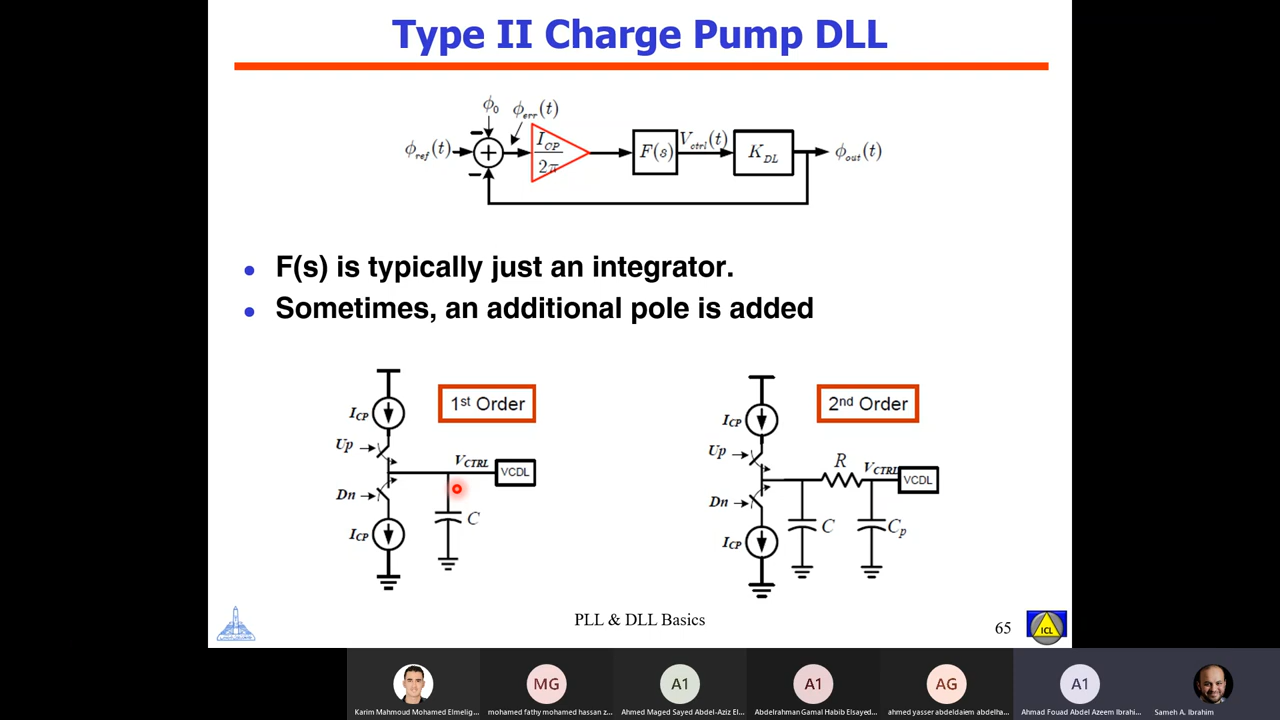 Type II Charge Pump DLL
ϕ0 ϕerr(t)
ϕref(t) + ICP/2π F(s) Vctrl(t) KDL ϕout(t)
• F(s) is typically just an integrator.
• Sometimes, an additional pole is added
1st Order
ICP
Up
VCTRL
VCDL
Dn
C
ICP
2nd Order
ICP
Up
R
VCTRL
VCDL
Dn
C
Cp
ICP
PLL & DLL Basics
65
ICL
MG
A1
A1
AG
A1
Karim Mahmoud Mohamed Elmelig...
mohamed fathy mohamed hassan z...
Ahmed Maged Sayed Abdel-Aziz El...
Abdelrahman Gamal Habib Elsayed...
ahmed yasser abdeldaiem abdelha...
Ahmad Fouad Abdel Azeem Ibrahi...
Sameh A. Ibrahim